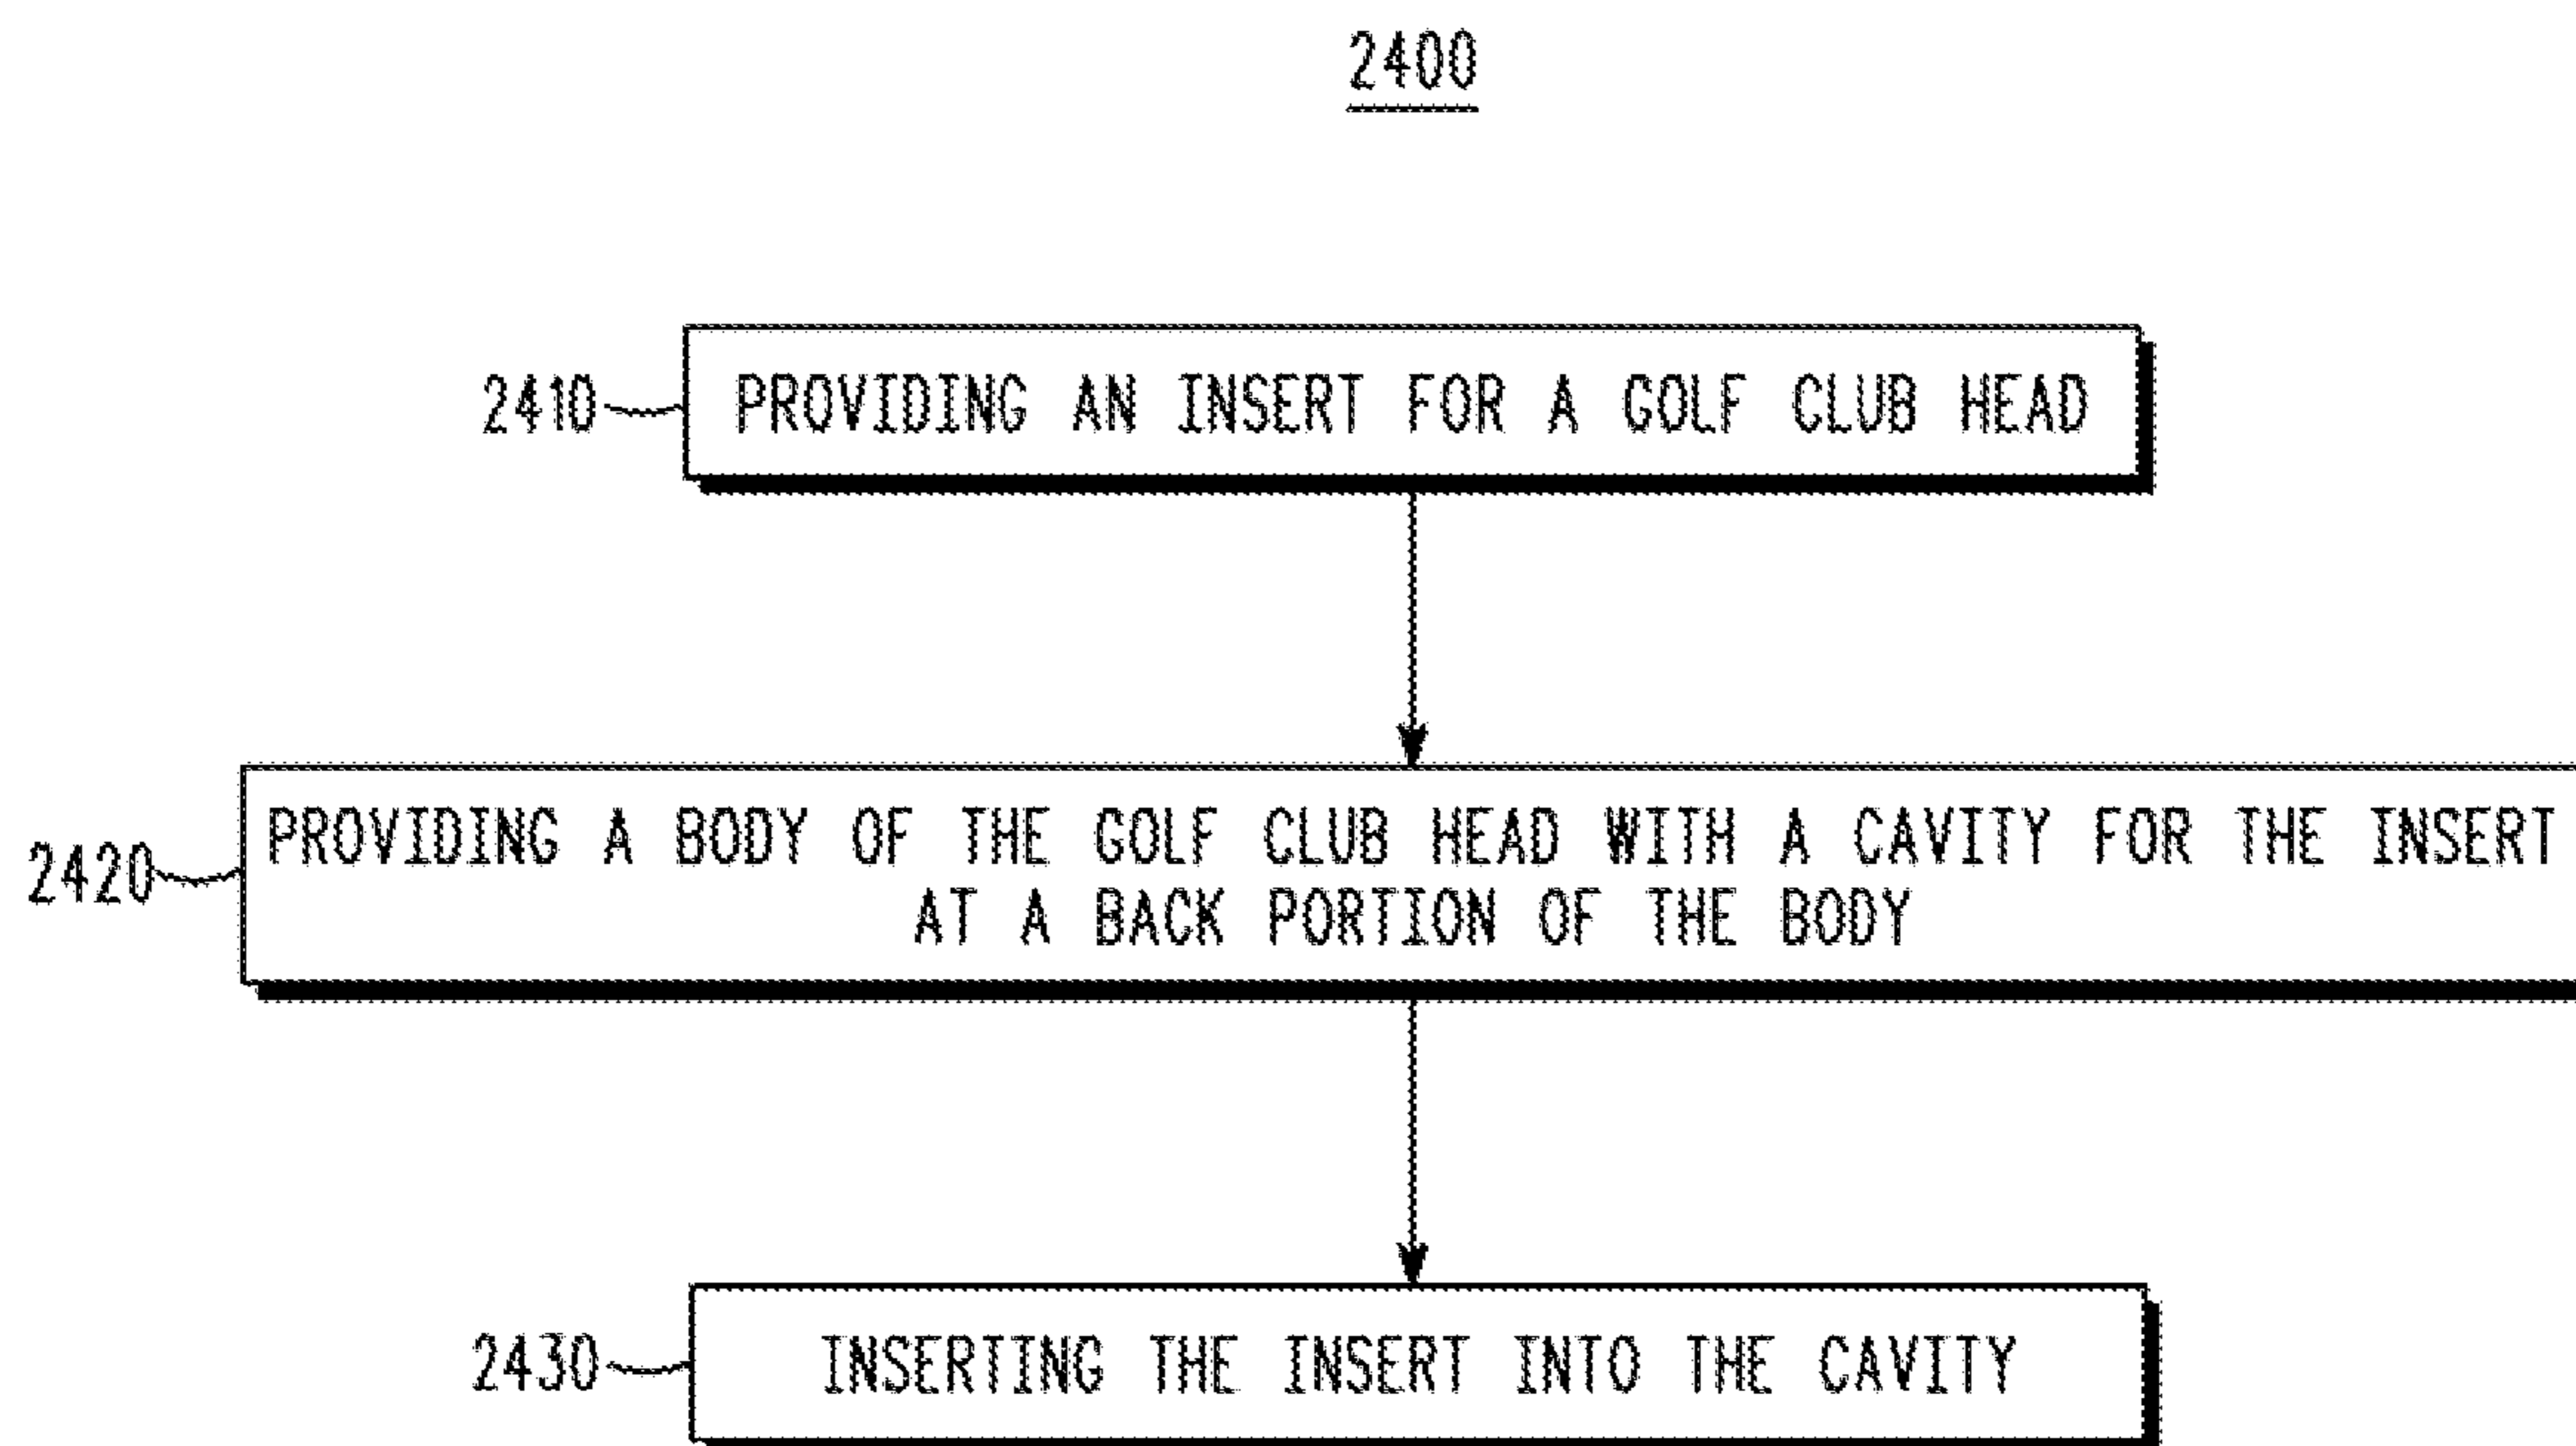 2400
2410
PROVIDING AN INSERT FOR A GOLF CLUB HEAD
2420
PROVIDING A BODY OF THE GOLF CLUB HEAD WITH A CAVITY FOR THE INSERT
AT A BACK PORTION OF THE BODY
2430
INSERTING THE INSERT INTO THE CAVITY